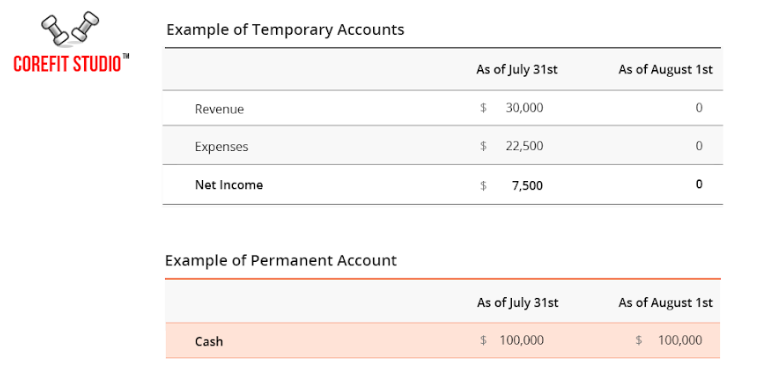 COREFIT STUDIO™
Example of Temporary Accounts
As of July 31st As of August 1st
Revenue $ 30,000 0
Expenses $ 22,500 0
Net Income $ 7,500 0
Example of Permanent Account
As of July 31st As of August 1st
Cash $ 100,000 $ 100,000